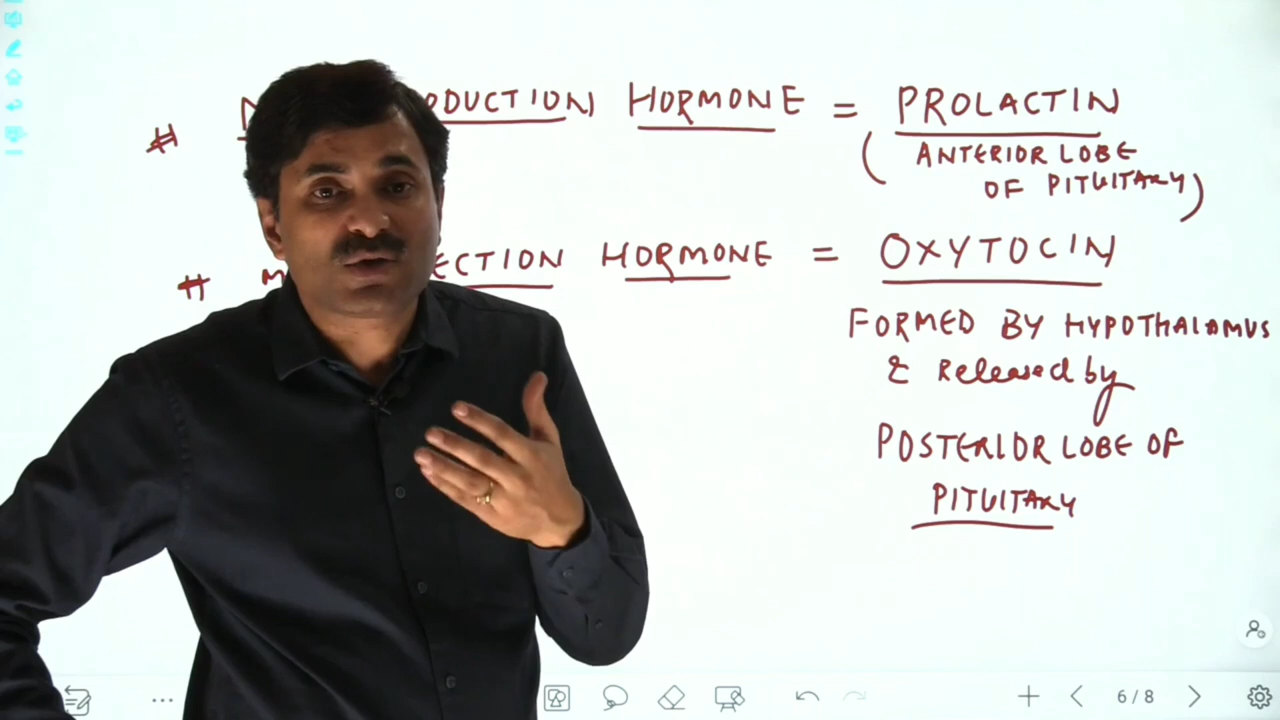 # ODUCTION HORMONE = PROLACTIN
( ANTERIOR LOBE
OF PITUITARY )
# M ECTION HORMONE = OXYTOCIN
FORMED BY HYPOTHALAMUS
& Released by
POSTERIOR LOBE OF
PITUITARY
6 / 8